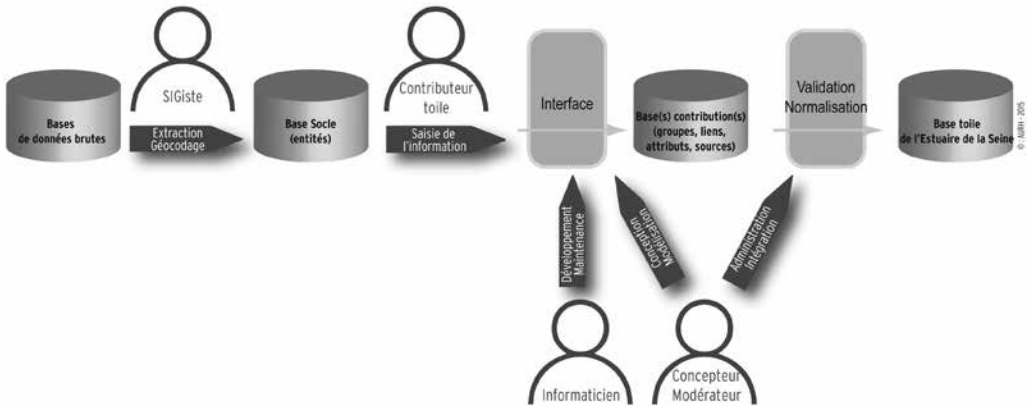 SIGiste
Contributeur
toile
Bases
de données brutes
Extraction
Géocodage
Base Socle
(entités)
Saisie de
l'information
Interface
Base(s) contribution(s)
(groupes, liens,
attributs, sources)
Validation
Normalisation
Base toile
de l'Estuaire de la Seine
© : AURH - 2015
Développement
Maintenance
Conception
Modélisation
Administration
Intégration
Informaticien
Concepteur
Modérateur